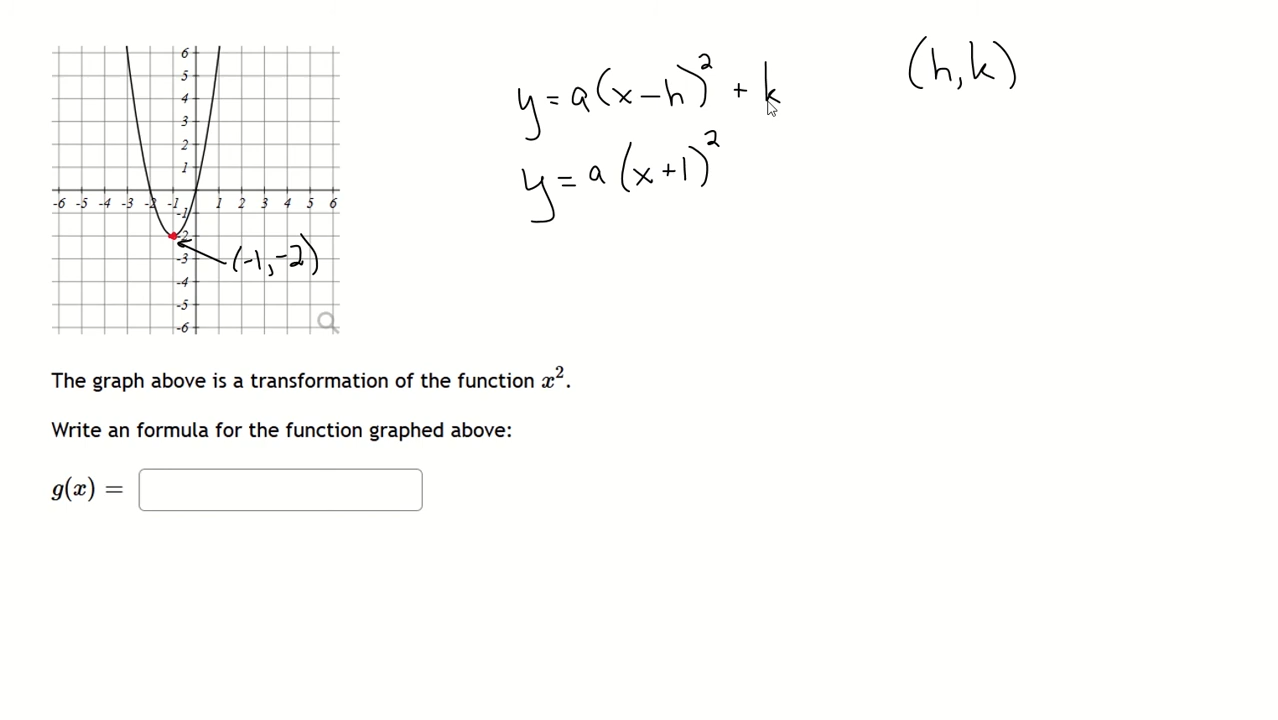 6
5
4
3
2
1
-6 -5 -4 -3 -2 -1 1 2 3 4 5 6
-1
-2
-3
-4
-5
-6
(-1,-2)
y = a(x-h)² + k
(h,k)
y = a(x+1)²
The graph above is a transformation of the function x².
Write an formula for the function graphed above:
g(x) =